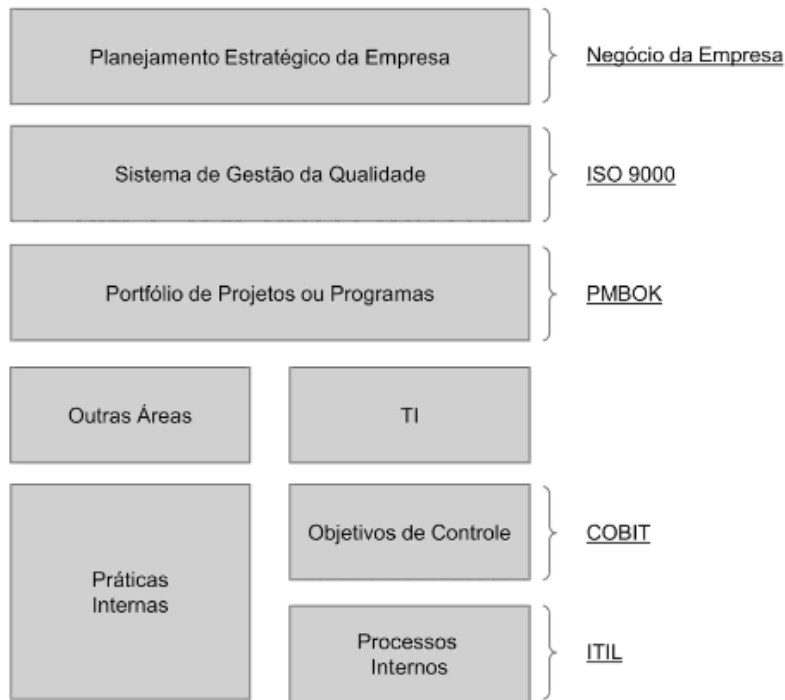 Planejamento Estratégico da Empresa
Negócio da Empresa
Sistema de Gestão da Qualidade
ISO 9000
Portfólio de Projetos ou Programas
PMBOK
Outras Áreas
TI
Objetivos de Controle
COBIT
Práticas
Internas
Processos
Internos
ITIL